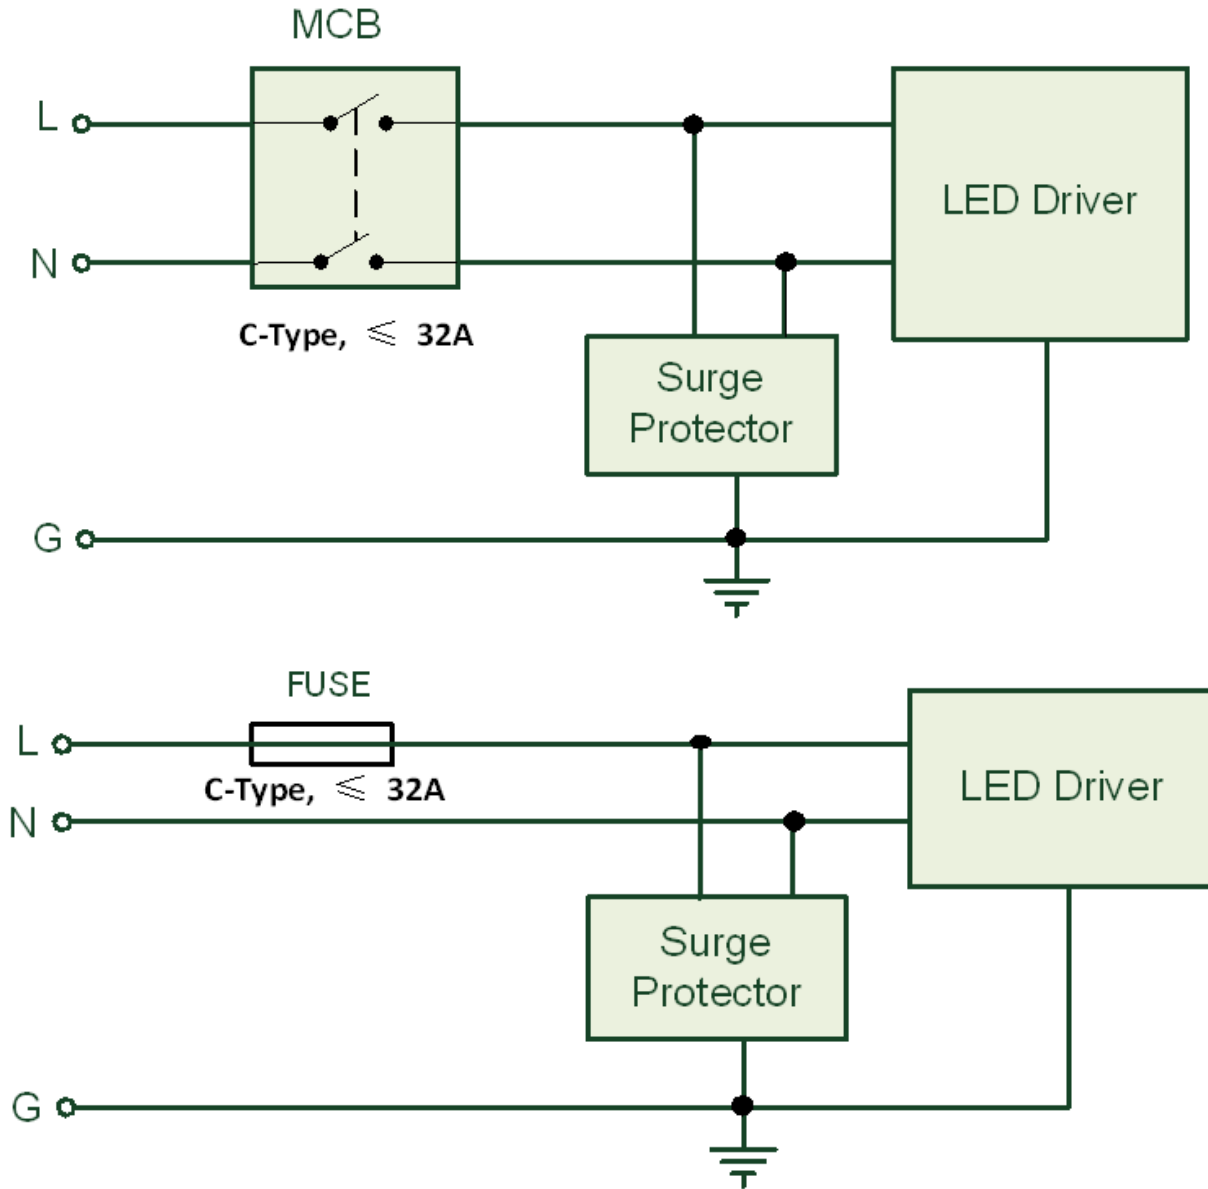 MCB
L
LED Driver
N
C-Type, ⩽ 32A
Surge
Protector
G
FUSE
L
C-Type, ⩽ 32A
LED Driver
N
Surge
Protector
G